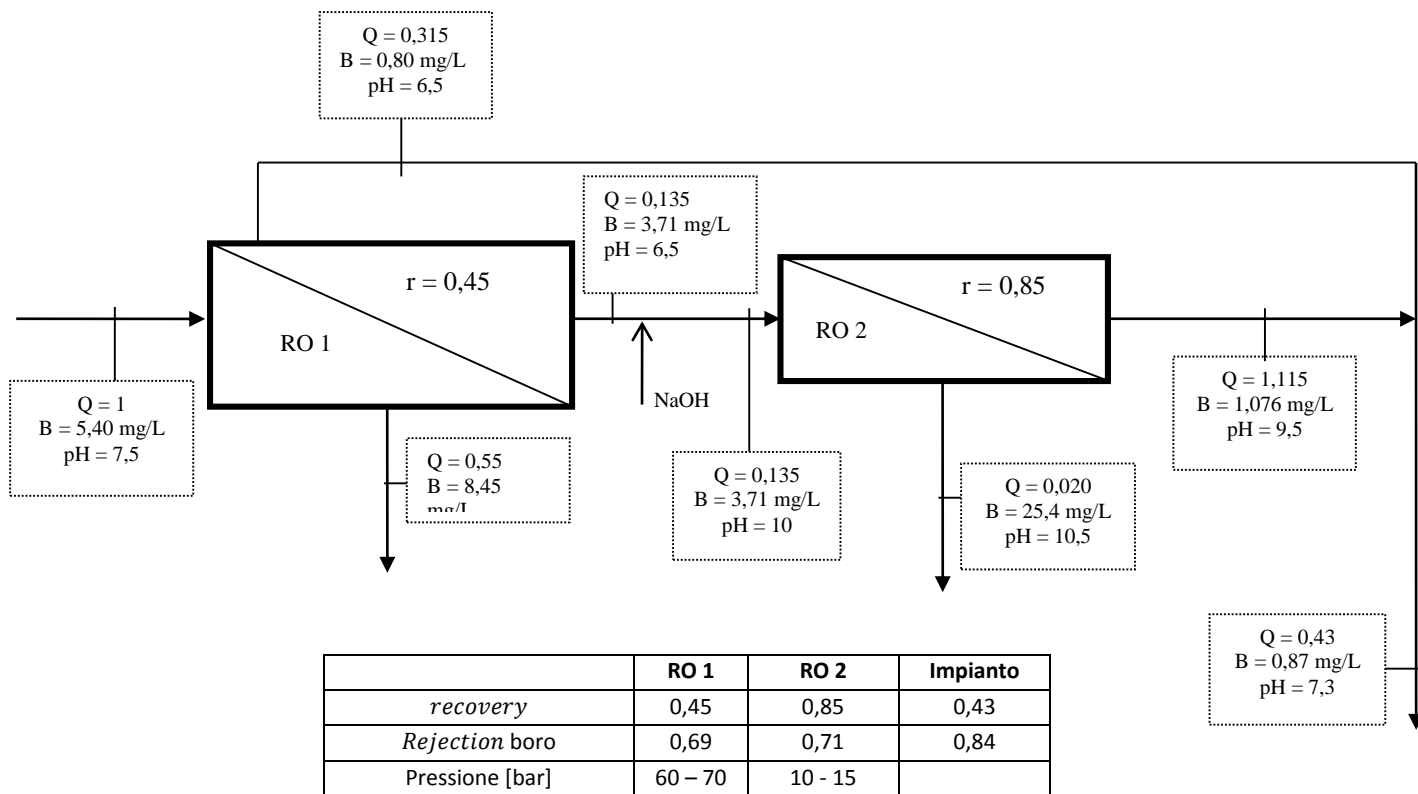 Q = 0,315
B = 0,80 mg/L
pH = 6,5
Q = 0,135
B = 3,71 mg/L
pH = 6,5
r = 0,45
RO 1
r = 0,85
RO 2
NaOH
Q = 1
B = 5,40 mg/L
pH = 7,5
Q = 0,55
B = 8,45
mg/L
Q = 0,135
B = 3,71 mg/L
pH = 10
Q = 0,020
B = 25,4 mg/L
pH = 10,5
Q = 1,115
B = 1,076 mg/L
pH = 9,5
Q = 0,43
B = 0,87 mg/L
pH = 7,3
RO 1 RO 2 Impianto
recovery 0,45 0,85 0,43
Rejection boro 0,69 0,71 0,84
Pressione [bar] 60 – 70 10 - 15